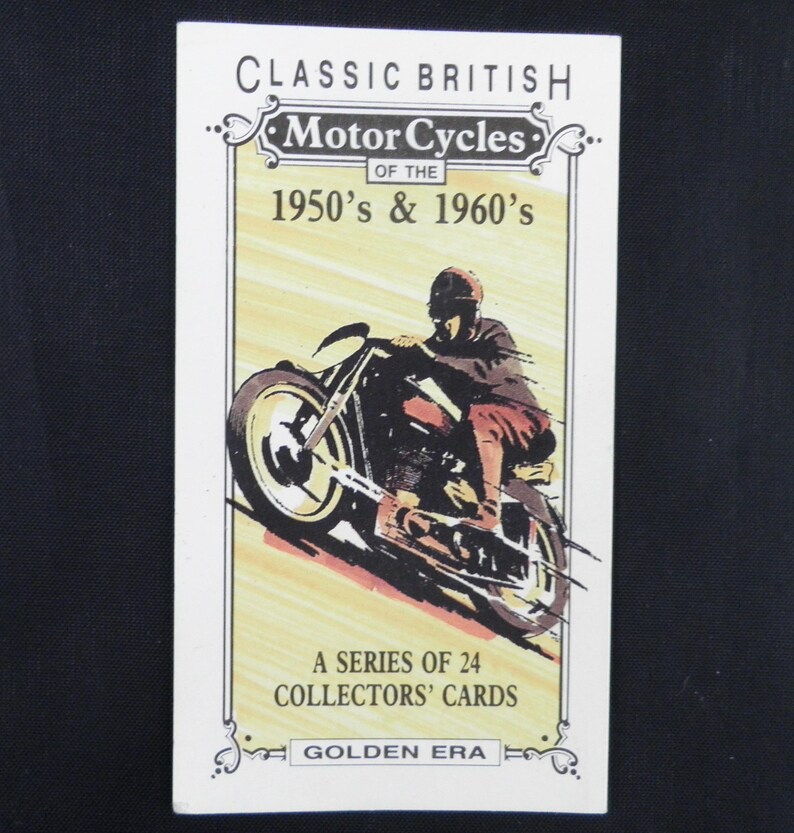 CLASSIC BRITISH
Motor Cycles
OF THE
1950's & 1960's
A SERIES OF 24
COLLECTORS' CARDS
GOLDEN ERA